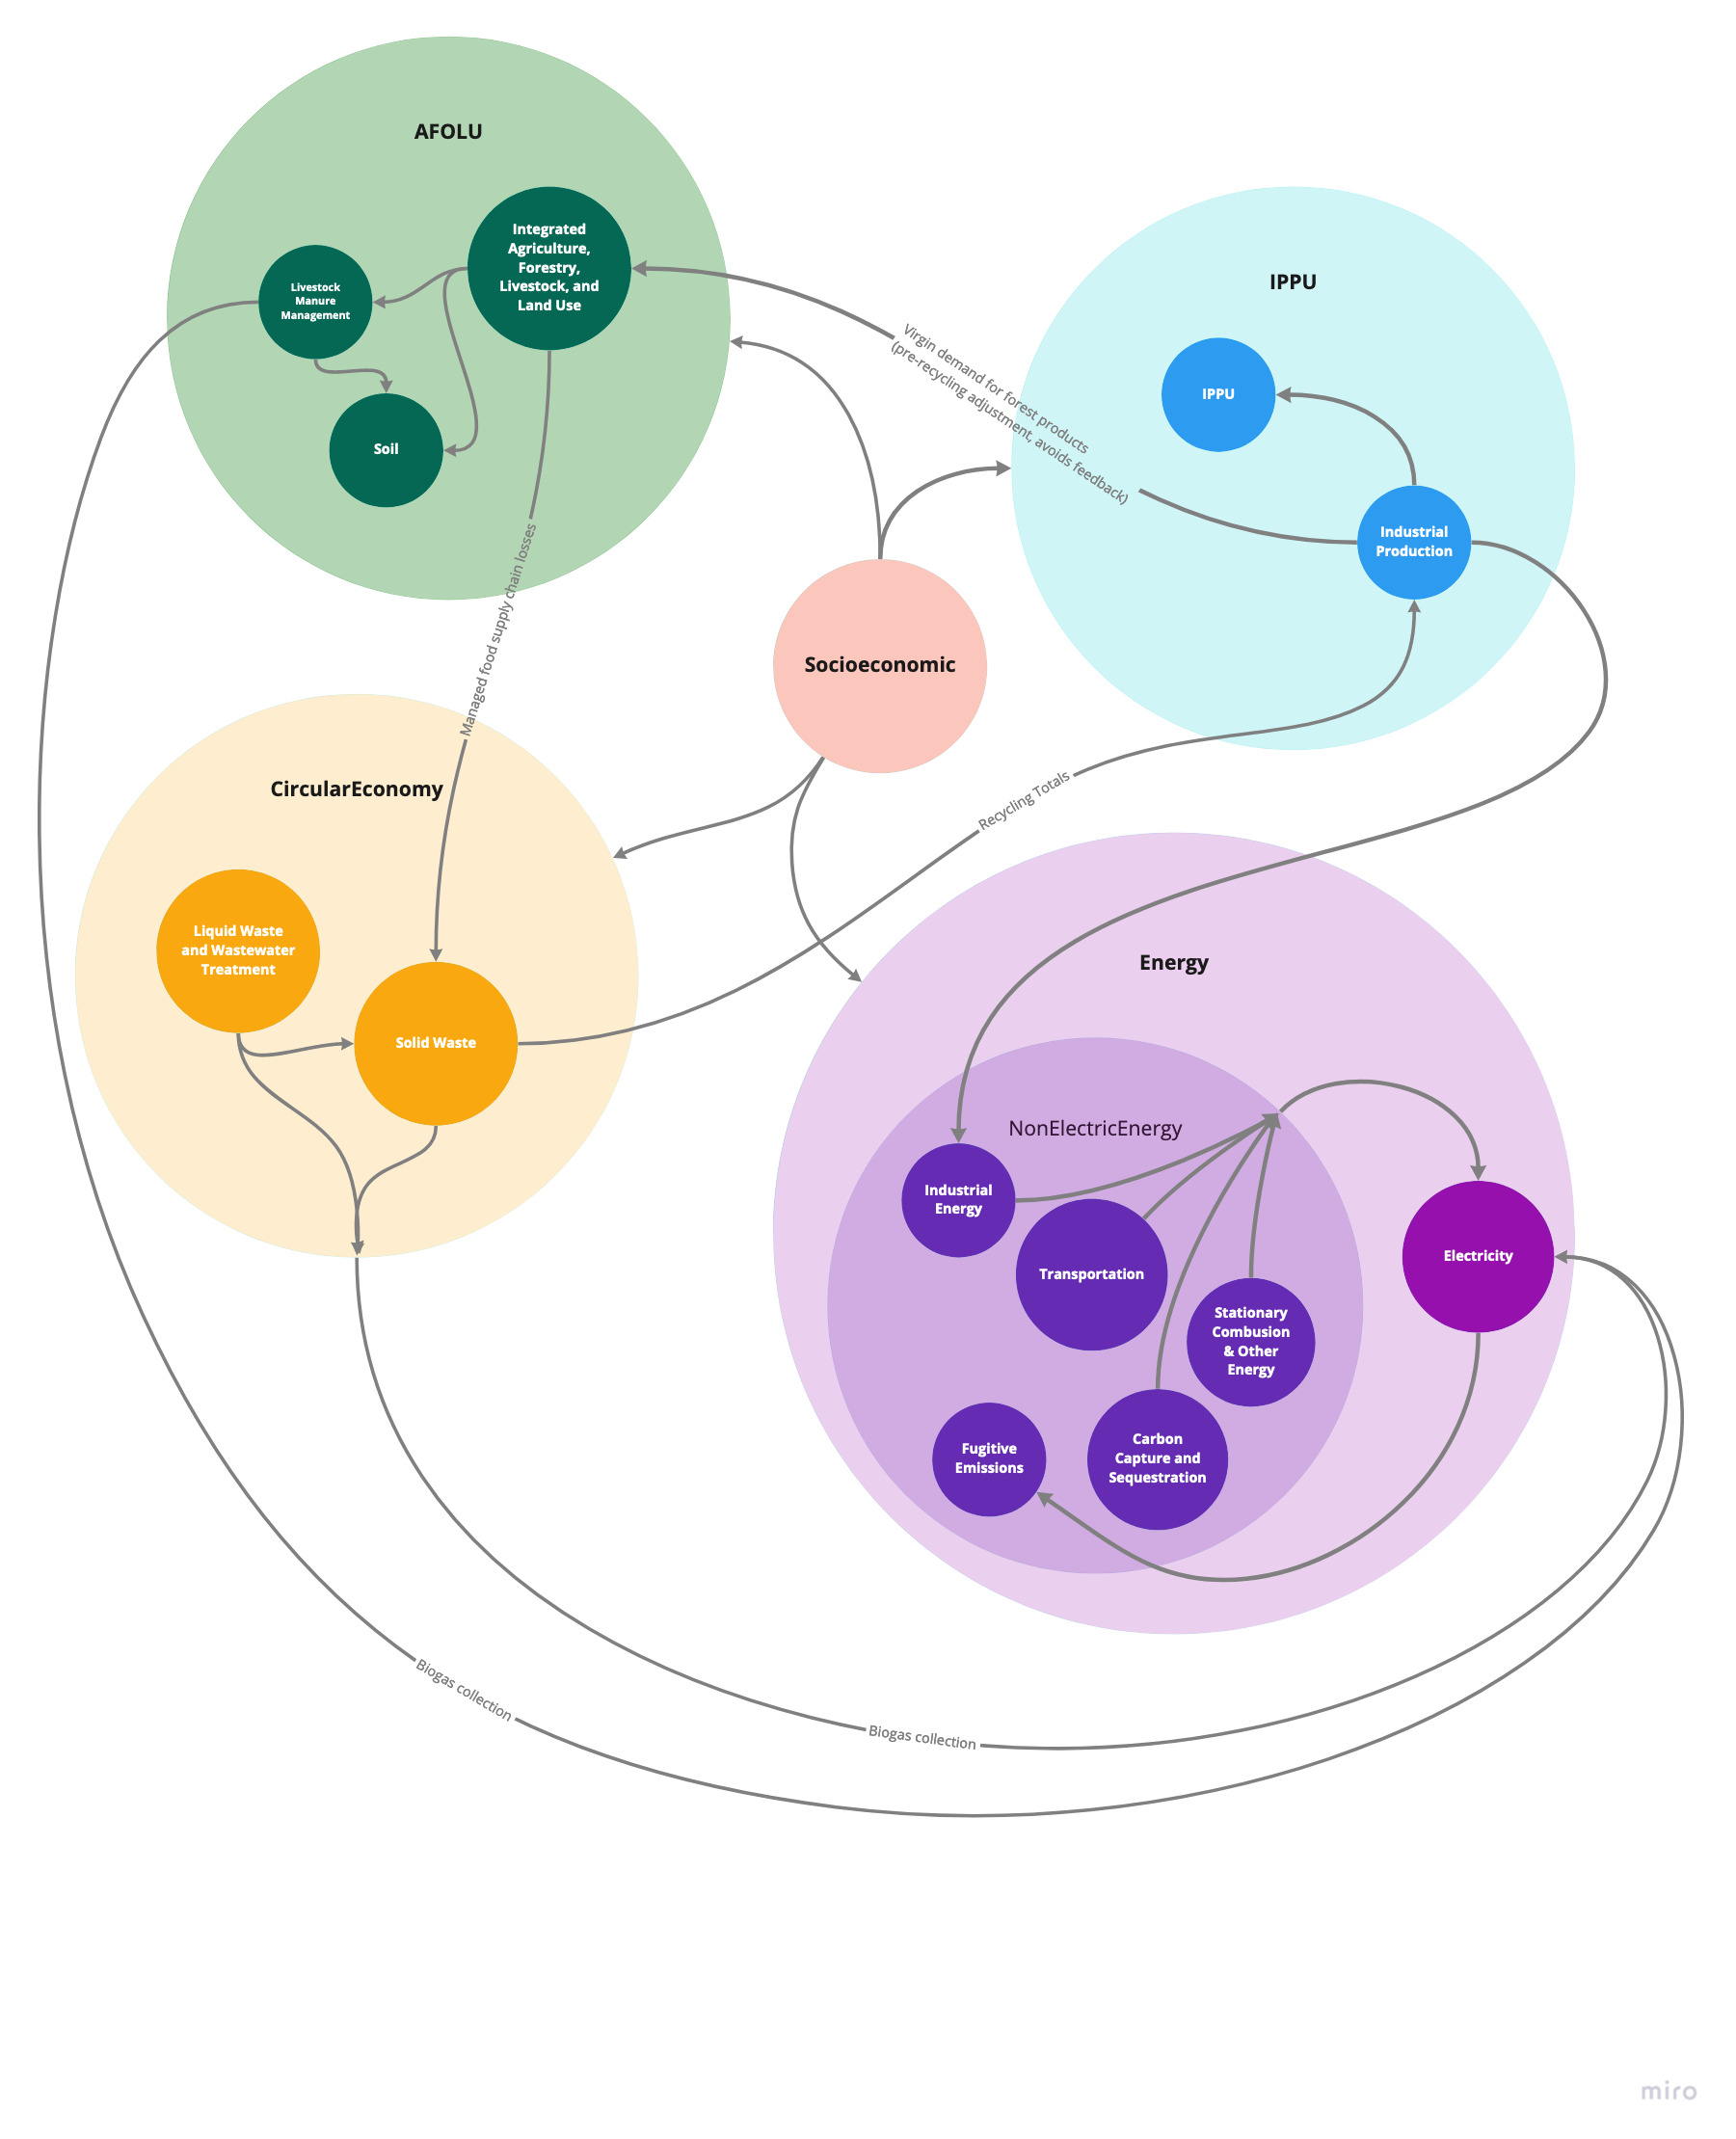 AFOLU
Integrated
Agriculture,
Forestry,
Livestock, and
Land Use
Livestock
Manure
Management
Soil
IPPU
IPPU
Industrial
Production
Virgin demand for forest products
(pre-recycling adjustment, avoids feedback)
Managed food supply chain losses
Socioeconomic
CircularEconomy
Recycling Totals
Liquid Waste
and Wastewater
Treatment
Solid Waste
Energy
NonElectricEnergy
Industrial
Energy
Transportation
Stationary
Combusion
& Other
Energy
Electricity
Fugitive
Emissions
Carbon
Capture and
Sequestration
Biogas collection
Biogas collection
miro